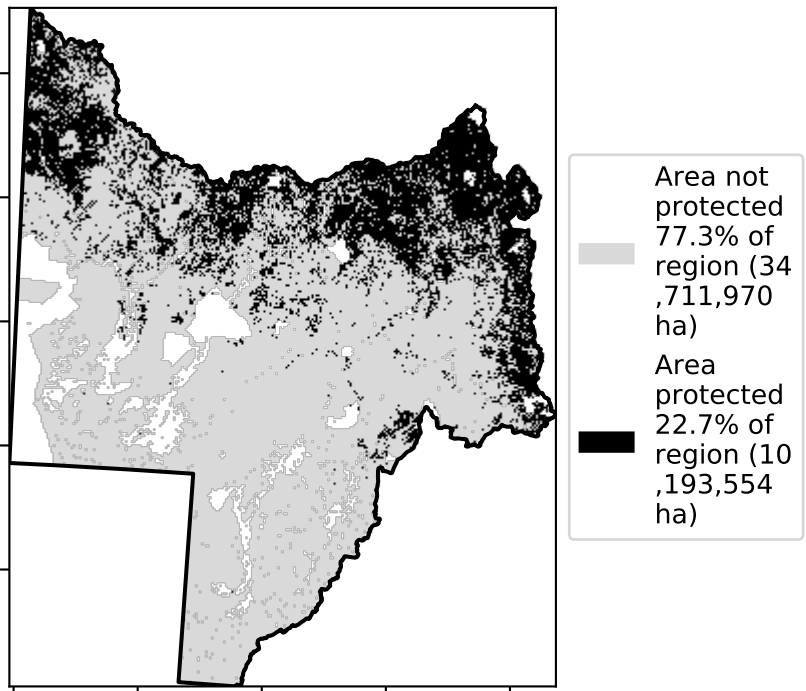 Area not
protected
77.3% of
region (34
,711,970
ha)
Area
protected
22.7% of
region (10
,193,554
ha)